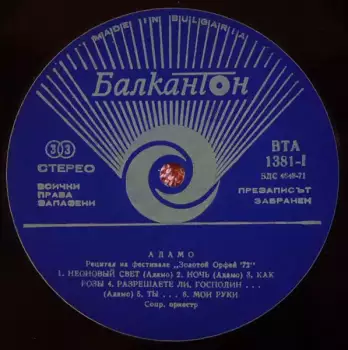 MADE IN BULGARIA
Балкантон
33
СТЕРЕО
ВСИЧКИ
ПРАВА
ЗАПАЗЕНИ
ВТА
1381-I
БДС 4648-71
ПРЕЗАПИСЪТ
ЗАБРАНЕН
АДАМО
Рецитал на фестивале „Золотой Орфей '72"
1. НЕОНОВЫЙ СВЕТ (Адамо) 2. НОЧЬ (Адамо) 3. КАК
РОЗЫ 4. РАЗРЕШАЕТЕ ЛИ, ГОСПОДИН . . .
(Адамо) 5. ТЫ . . . 6. МОИ РУКИ
Сопр. оркестр